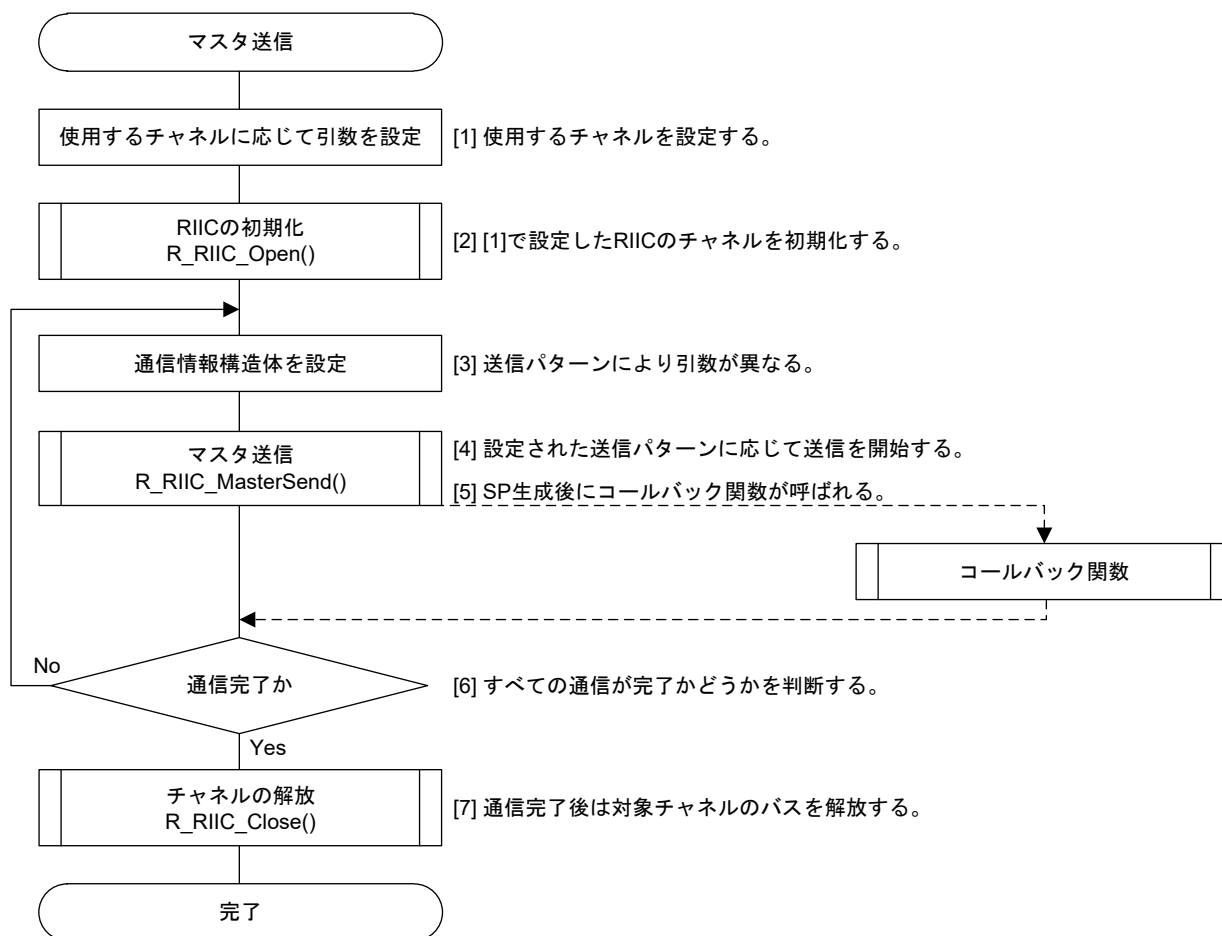 マスタ送信
使用するチャネルに応じて引数を設定
[1] 使用するチャネルを設定する。
RIICの初期化
R_RIIC_Open()
[2] [1]で設定したRIICのチャネルを初期化する。
通信情報構造体を設定
[3] 送信パターンにより引数が異なる。
マスタ送信
R_RIIC_MasterSend()
[4] 設定された送信パターンに応じて送信を開始する。
[5] SP生成後にコールバック関数が呼ばれる。
コールバック関数
No
通信完了か
[6] すべての通信が完了かどうかを判断する。
Yes
チャネルの解放
R_RIIC_Close()
[7] 通信完了後は対象チャネルのバスを解放する。
完了